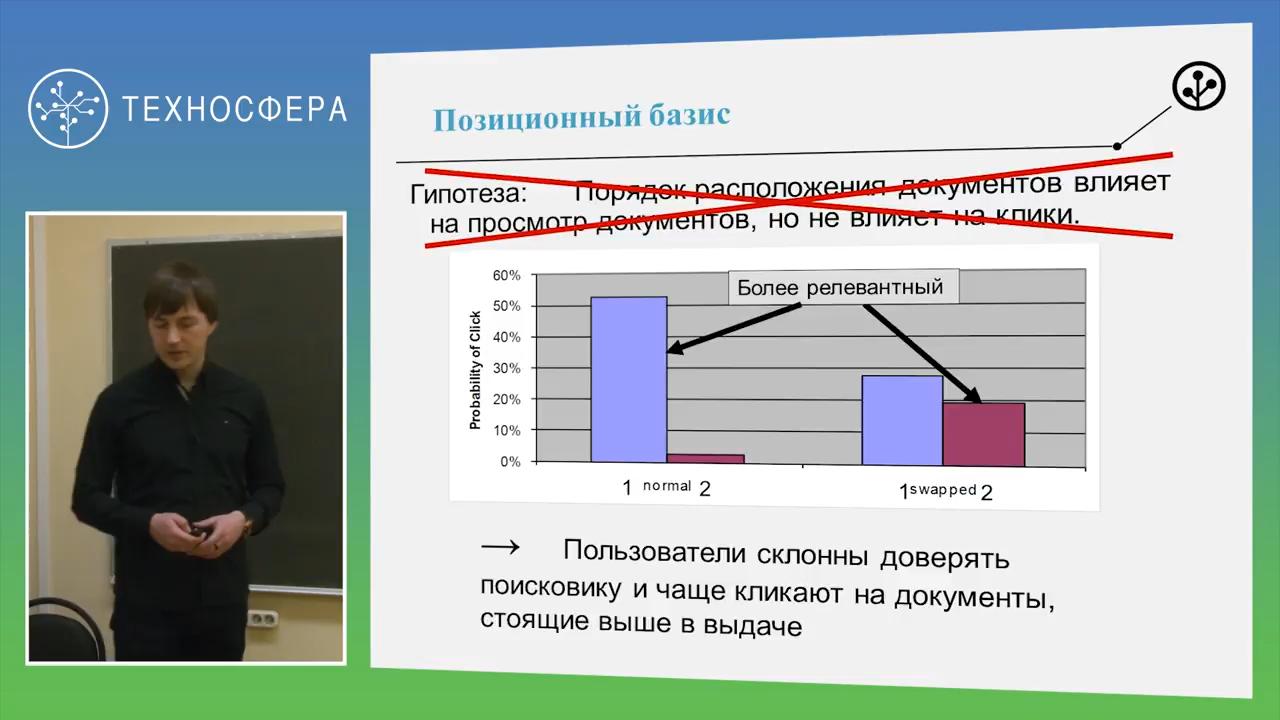 ТЕХНОСФЕРА
Позиционный базис
Гипотеза: Порядок расположения документов влияет
на просмотр документов, но не влияет на клики.
Более релевантный
Probability of Click
60%
50%
40%
30%
20%
10%
0%
1 normal 2
1 swapped 2
→ Пользователи склонны доверять
поисковику и чаще кликают на документы,
стоящие выше в выдаче